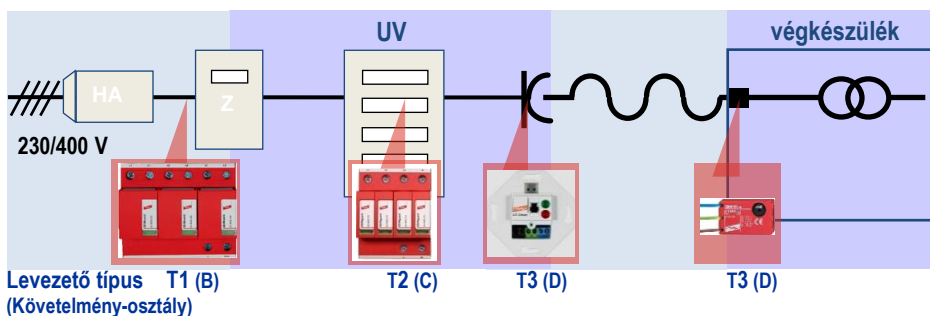 UV
végkészülék
HA
Z
230/400 V
Levezető típus
(Követelmény-osztály)
T1 (B)
T2 (C)
T3 (D)
T3 (D)